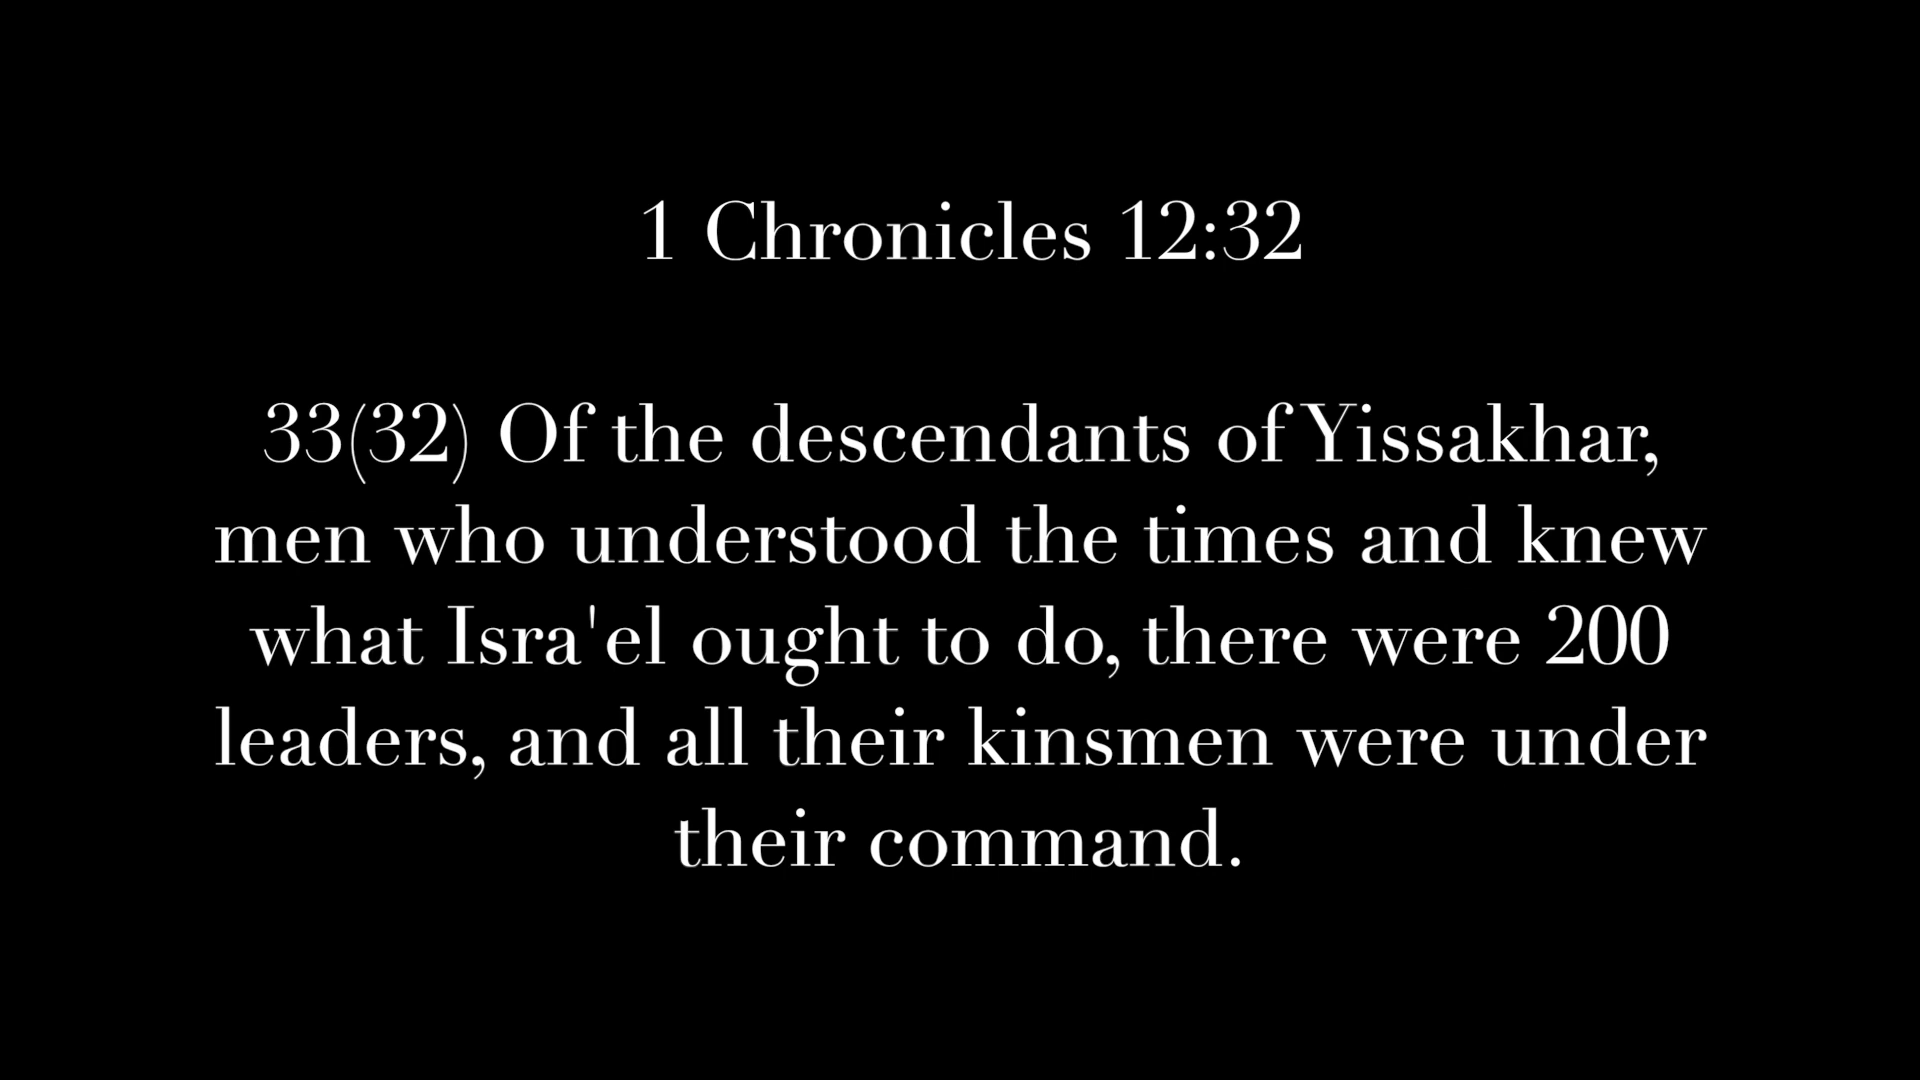 1 Chronicles 12:32
33(32) Of the descendants of Yissakhar,
men who understood the times and knew
what Isra'el ought to do, there were 200
leaders, and all their kinsmen were under
their command.